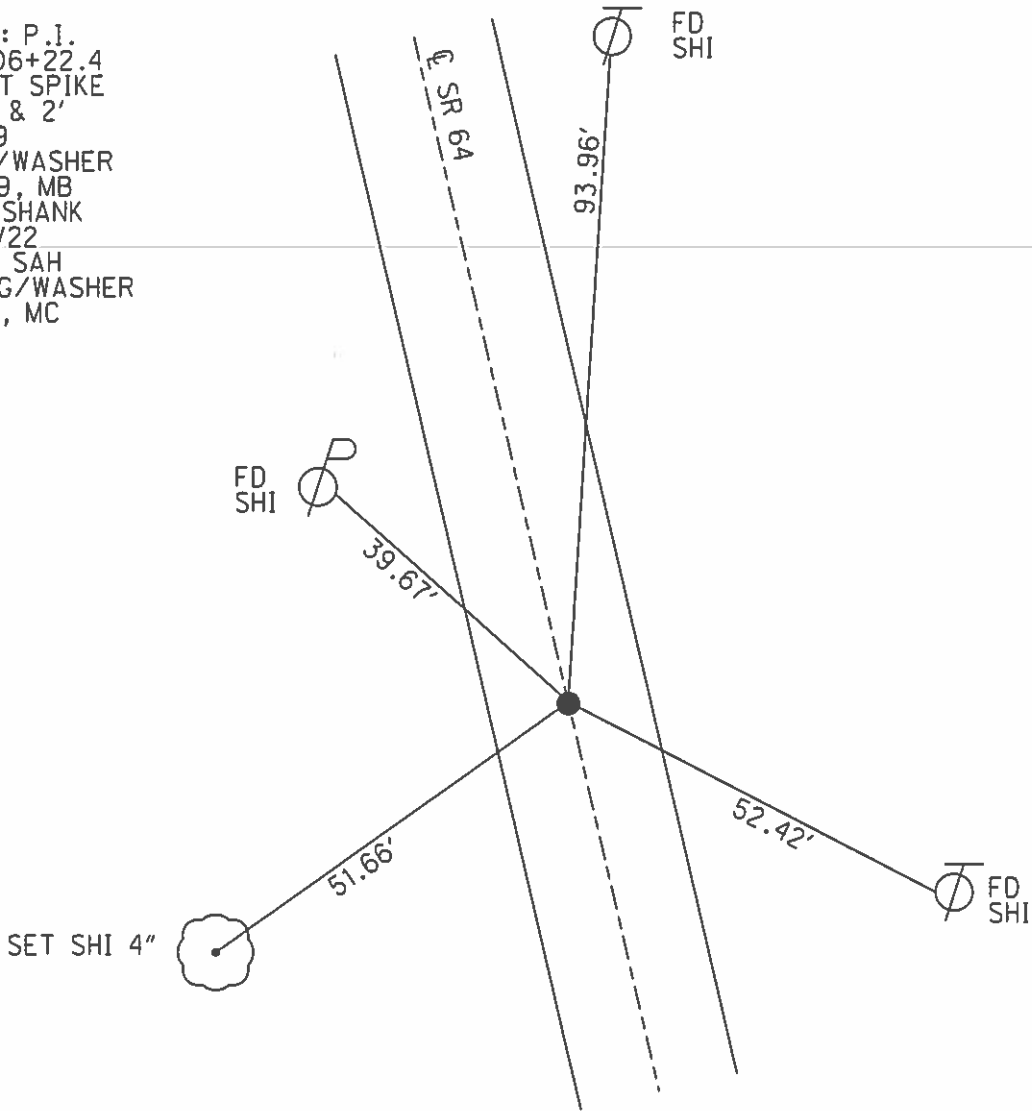 : P.I.
06+22.4
T SPIKE
& 2'
9
/WASHER
9, MB
SHANK
/22
SAH
G/WASHER
, MC
FD
SHI
℄ SR 64
93.96'
FD
SHI
39.67'
51.66'
52.42'
FD
SHI
SET SHI 4"